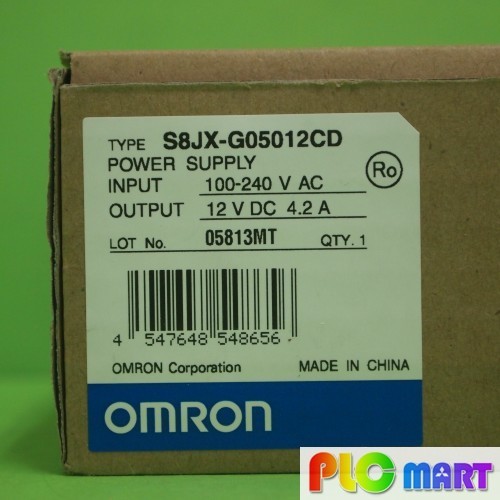 TYPE S8JX-G05012CD
POWER SUPPLY
INPUT 100-240 V AC
OUTPUT 12 V DC 4.2 A
Ro
LOT No. 05813MT QTY. 1
4 547648 548656
OMRON Corporation MADE IN CHINA
OMRON
PLC MART